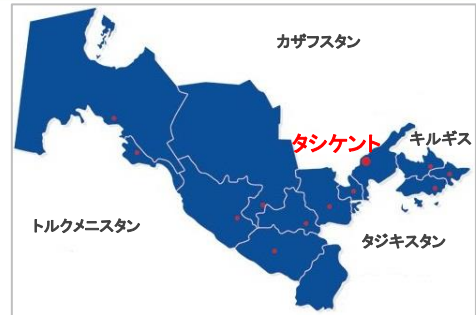 カザフスタン
タシケント
キルギス
トルクメニスタン
タジキスタン